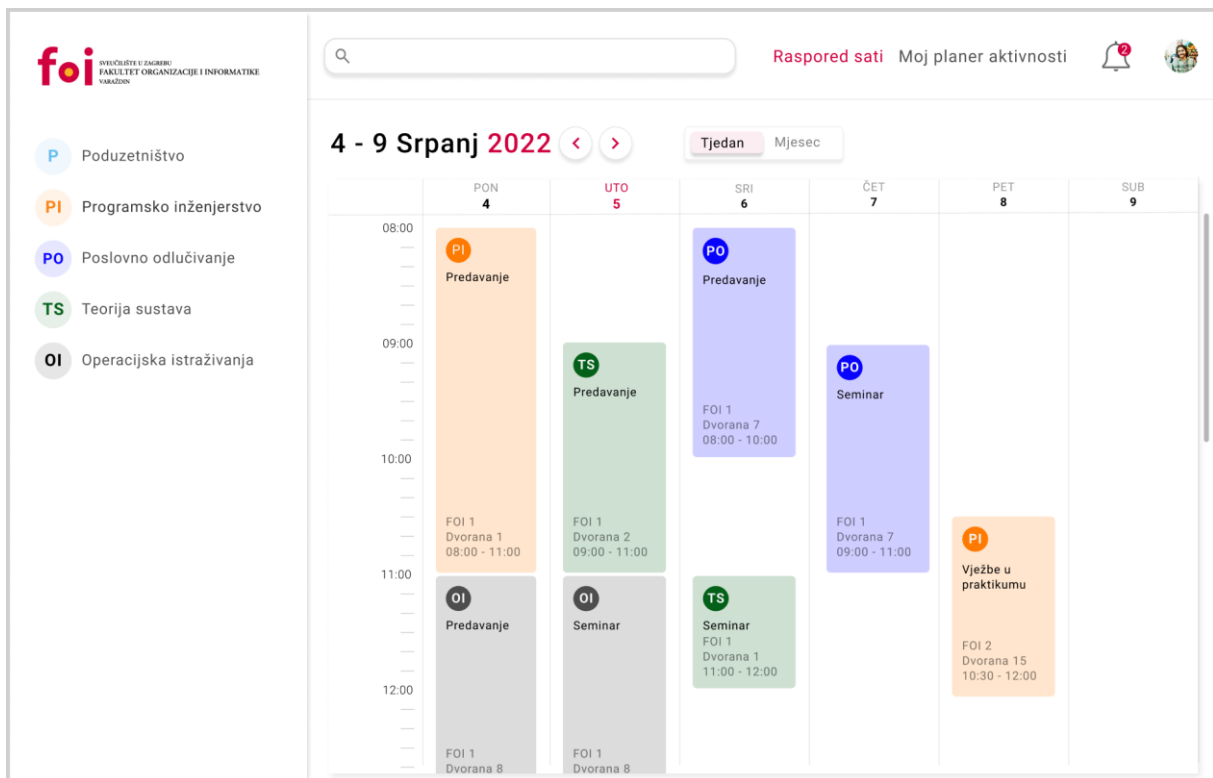 foi
SVEUČILIŠTE U ZAGREBU
FAKULTET ORGANIZACIJE I INFORMATIKE
VARAŽDIN
Raspored sati
Moj planer aktivnosti
2
P Poduzetništvo
PI Programsko inženjerstvo
PO Poslovno odlučivanje
TS Teorija sustava
OI Operacijska istraživanja
4 - 9 Srpanj 2022 < >
Tjedan Mjesec
PON UTO SRI ČET PET SUB
4 5 6 7 8 9
08:00
09:00
10:00
11:00
12:00
PI
Predavanje
FOI 1
Dvorana 1
08:00 - 11:00
OI
Predavanje
FOI 1
Dvorana 8
TS
Predavanje
FOI 1
Dvorana 2
09:00 - 11:00
OI
Seminar
FOI 1
Dvorana 8
PO
Predavanje
FOI 1
Dvorana 7
08:00 - 10:00
TS
Seminar
FOI 1
Dvorana 1
11:00 - 12:00
PO
Seminar
FOI 1
Dvorana 7
09:00 - 11:00
PI
Vježbe u
praktikumu
FOI 2
Dvorana 15
10:30 - 12:00